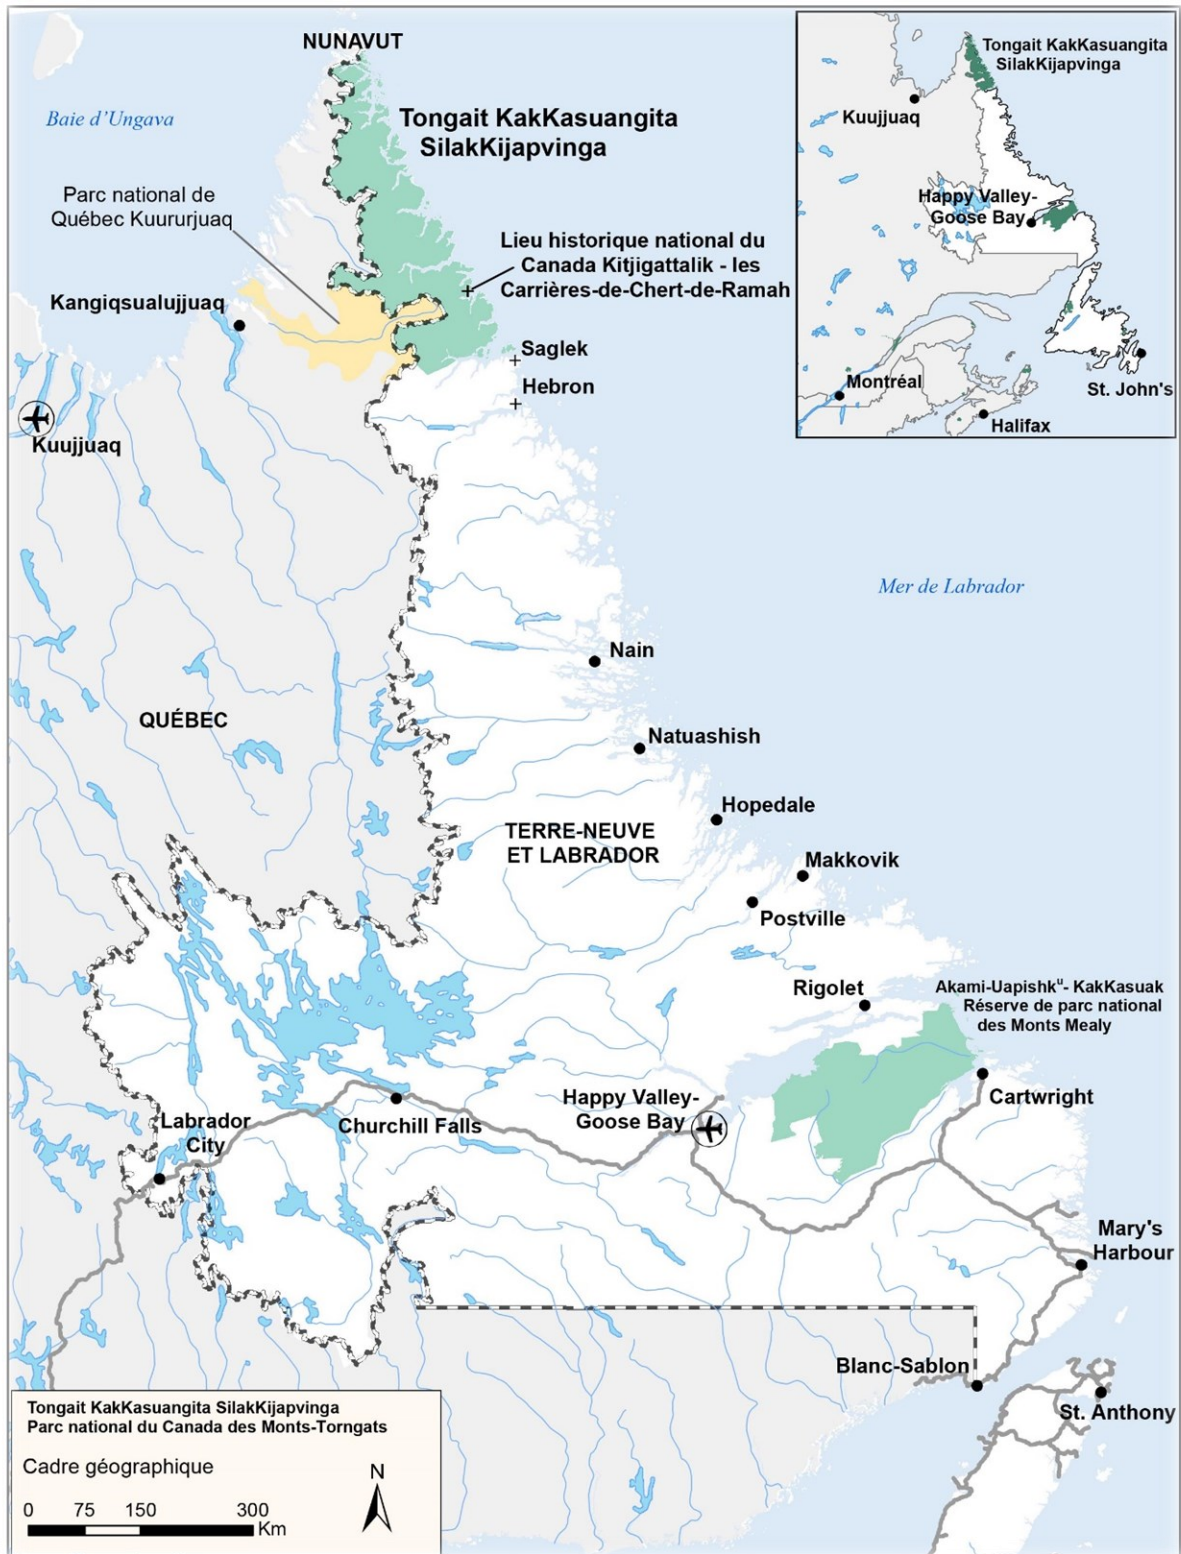 NUNAVUT
Baie d'Ungava
Tongait KakKasuangita
SilakKijapvinga
Parc national de
Québec Kuururjuaq
Lieu historique national du
Canada Kitjigattalik - les
Carrières-de-Chert-de-Ramah
Kangiqsualujjuaq
Saglek
Hebron
Kuujjuaq
Tongait KakKasuangita
SilakKijapvinga
Kuujjuaq
Happy Valley-
Goose Bay
Montréal
St. John's
Halifax
Mer de Labrador
Nain
QUÉBEC
Natuashish
Hopedale
TERRE-NEUVE
ET LABRADOR
Makkovik
Postville
Rigolet
Akami-Uapishkᵘ- KakKasuak
Réserve de parc national
des Monts Mealy
Cartwright
Happy Valley-
Goose Bay
Churchill Falls
Labrador
City
Mary's
Harbour
Blanc-Sablon
St. Anthony
Tongait KakKasuangita SilakKijapvinga
Parc national du Canada des Monts-Torngats
Cadre géographique
N
0 75 150 300
Km